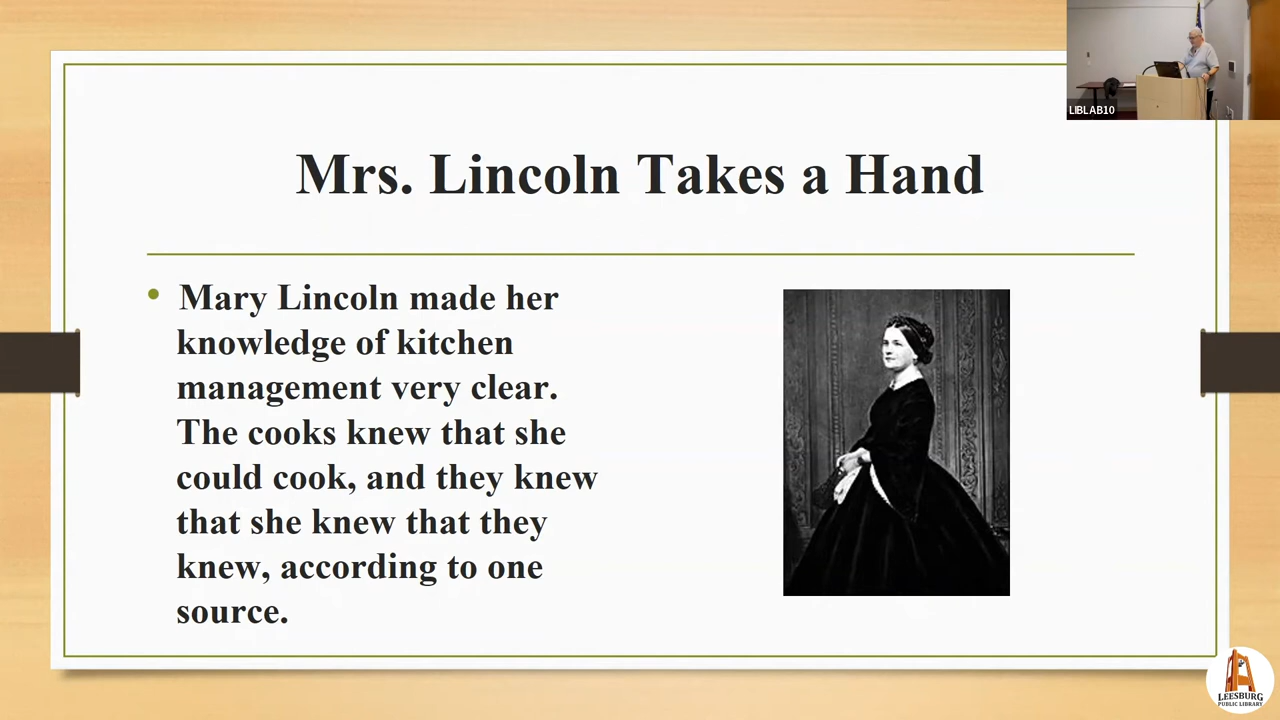 LIBLAB10
Mrs. Lincoln Takes a Hand
• Mary Lincoln made her
knowledge of kitchen
management very clear.
The cooks knew that she
could cook, and they knew
that she knew that they
knew, according to one
source.
LEESBURG
PUBLIC LIBRARY